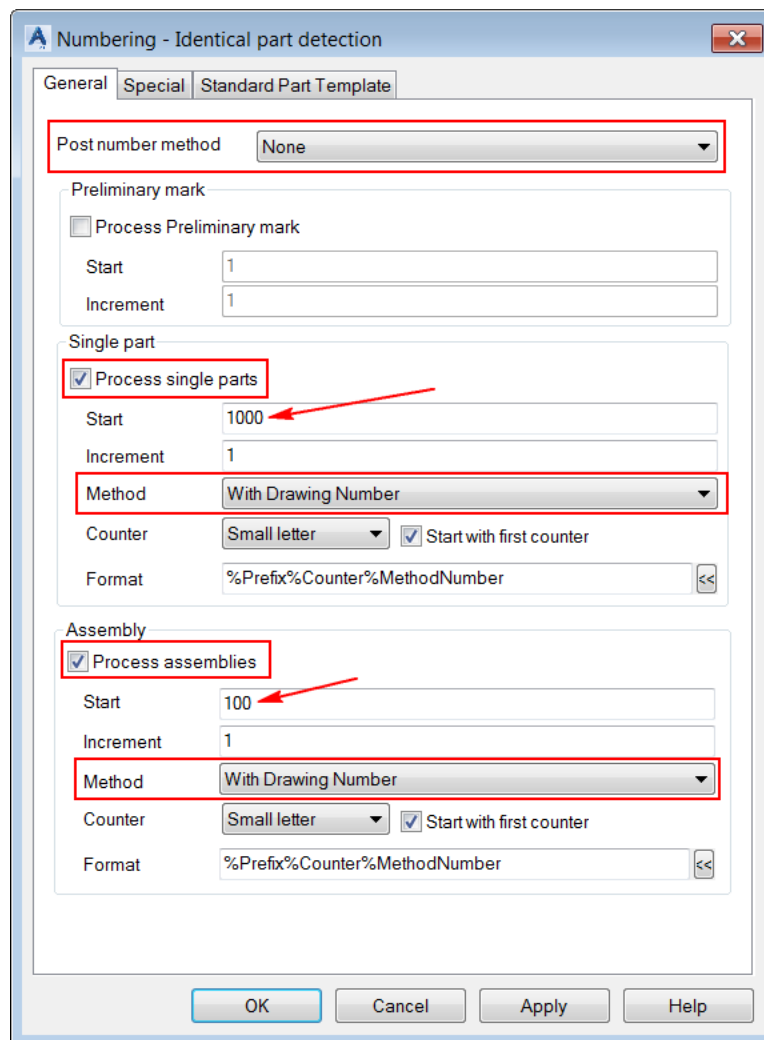 Numbering - Identical part detection
General Special Standard Part Template
Post number method None
Preliminary mark
Process Preliminary mark
Start 1
Increment 1
Single part
Process single parts
Start 1000
Increment 1
Method With Drawing Number
Counter Small letter Start with first counter
Format %Prefix%Counter%MethodNumber <<
Assembly
Process assemblies
Start 100
Increment 1
Method With Drawing Number
Counter Small letter Start with first counter
Format %Prefix%Counter%MethodNumber <<
OK Cancel Apply Help